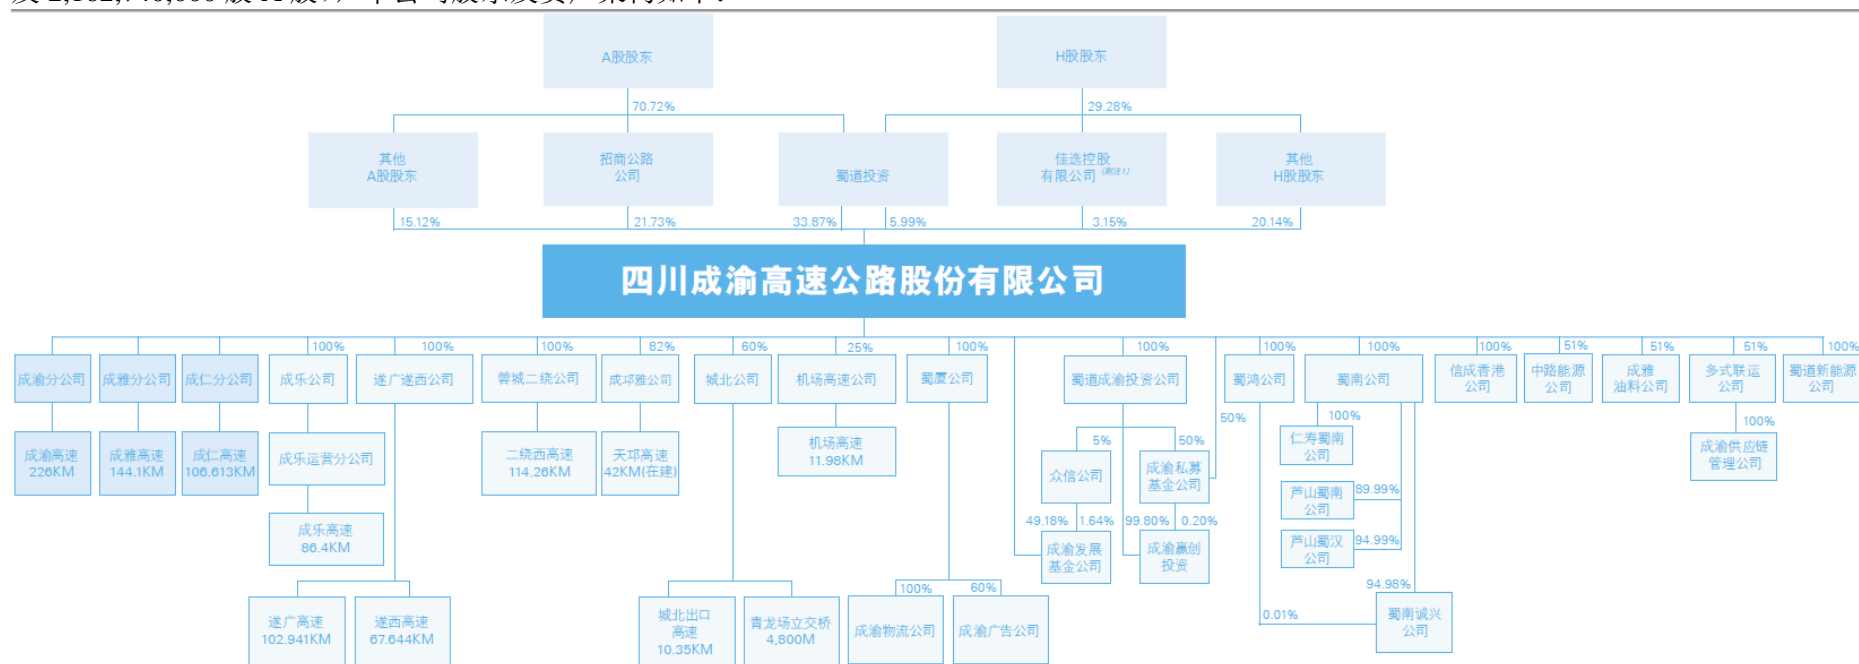 A股股东
H股股东
70.72%
29.28%
其他
A股股东
招商公路
公司
蜀道投资
佳选控股
有限公司(附注1)
其他
H股股东
15.12%
21.73%
33.87%
5.99%
3.15%
20.14%
四川成渝高速公路股份有限公司
100%
100%
100%
82%
60%
25%
100%
100%
100%
100%
100%
51%
51%
51%
100%
成渝分公司
成雅分公司
成仁分公司
成乐公司
遂广遂西公司
蓉城二绕公司
成邛雅公司
城北公司
机场高速公司
蜀厦公司
蜀道成渝投资公司
蜀鸿公司
蜀南公司
信成香港
公司
中路能源
公司
成雅
油料公司
多式联运
公司
蜀道新能源
公司
50%
100%
100%
成渝高速
226KM
成雅高速
144.1KM
成仁高速
106.613KM
成乐运营分公司
二绕西高速
114.26KM
天邛高速
42KM(在建)
机场高速
11.98KM
5%
50%
众信公司
成渝私募
基金公司
仁寿蜀南
公司
成渝供应链
管理公司
成乐高速
86.4KM
49.18%
1.64%
99.80%
0.20%
成渝发展
基金公司
成渝赢创
投资
芦山蜀南
公司
89.99%
芦山蜀汉
公司
94.99%
94.98%
100%
60%
0.01%
遂广高速
102.941KM
遂西高速
67.644KM
城北出口
高速
10.35KM
青龙场立交桥
4,800M
成渝物流公司
成渝广告公司
蜀南诚兴
公司